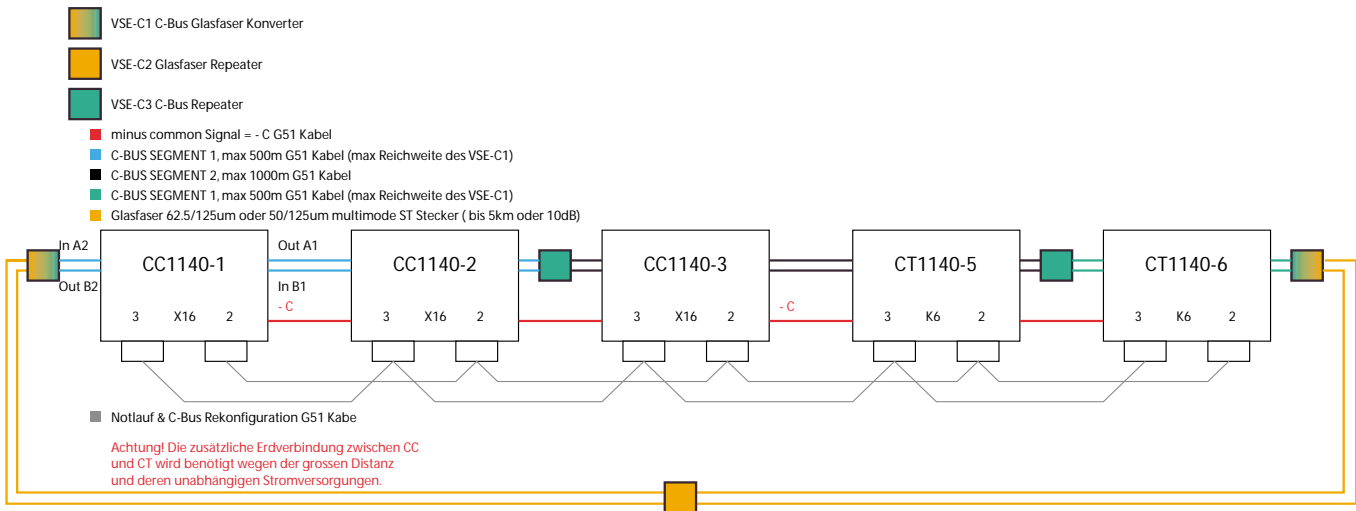 VSE-C1 C-Bus Glasfaser Konverter
VSE-C2 Glasfaser Repeater
VSE-C3 C-Bus Repeater
minus common Signal = - C G51 Kabel
C-BUS SEGMENT 1, max 500m G51 Kabel (max Reichweite des VSE-C1)
C-BUS SEGMENT 2, max 1000m G51 Kabel
C-BUS SEGMENT 1, max 500m G51 Kabel (max Reichweite des VSE-C1)
Glasfaser 62.5/125um oder 50/125um multimode ST Stecker ( bis 5km oder 10dB)
In A2
Out B2
CC1140-1
3 X16 2
Out A1
In B1
- C
CC1140-2
3 X16 2
CC1140-3
3 X16 2
- C
CT1140-5
3 K6 2
CT1140-6
3 K6 2
Notlauf & C-Bus Rekonfiguration G51 Kabe
Achtung! Die zusätzliche Erdverbindung zwischen CC
und CT wird benötigt wegen der grossen Distanz
und deren unabhängigen Stromversorgungen.